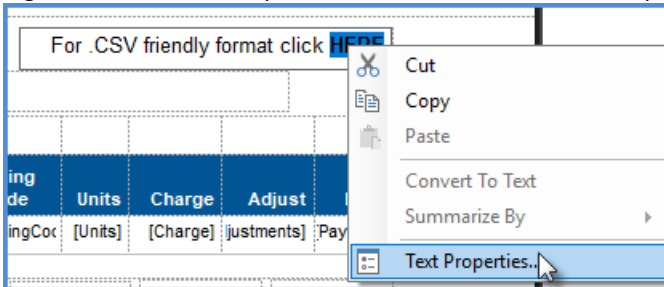 For .CSV friendly format click HERE
Cut
Copy
Paste
ing
de Units Charge Adjust
ingCoc [Units] [Charge] ljustments] 'Pay
Convert To Text
Summarize By
Text Properties...